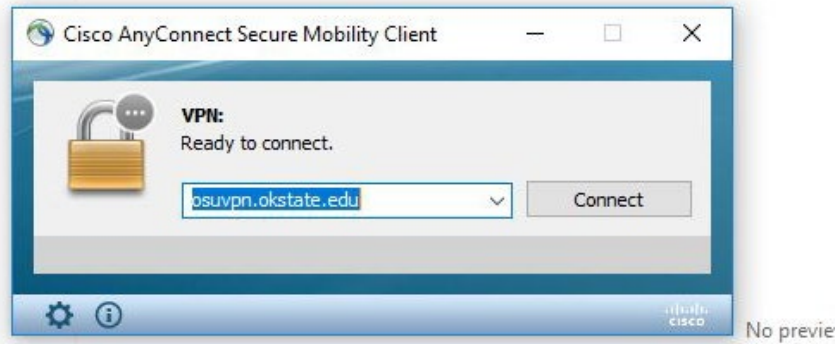 Cisco AnyConnect Secure Mobility Client
VPN:
Ready to connect.
osuvpn.okstate.edu
Connect
CISCO
No previe